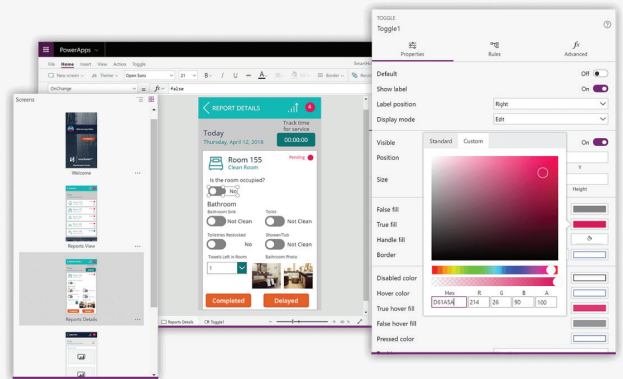 PowerApps
File Home Insert View Action Toggle
New screen Theme Open Sans 21 B / U A Border
OnChange = fx false
Screens
Welcome
Reports View
Reports Details
REPORT DETAILS 4
Today
Thursday, April 12, 2018
Track time
for service
00:00:00
Room 155
Clean Room
Pending
Is the room occupied?
No
Bathroom
Bathroom Sink Toilet
Not Clean Not Clean
Toiletries Restocked Shower/Tub
No Not Clean
Towels Left in Room Bathroom Photo
1
Completed Delayed
Reports Details Toggle1
TOGGLE
Toggle1
Properties Rules Advanced
Default Off
Show label On
Label position Right
Display mode Edit
Visible On
Position
Size
Height
Standard Custom
False fill
True fill
Handle fill
Border
Disabled color
Hover color
True hover fill
False hover fill
Pressed color
Hex R G B A
D61A5A 214 26 90 100